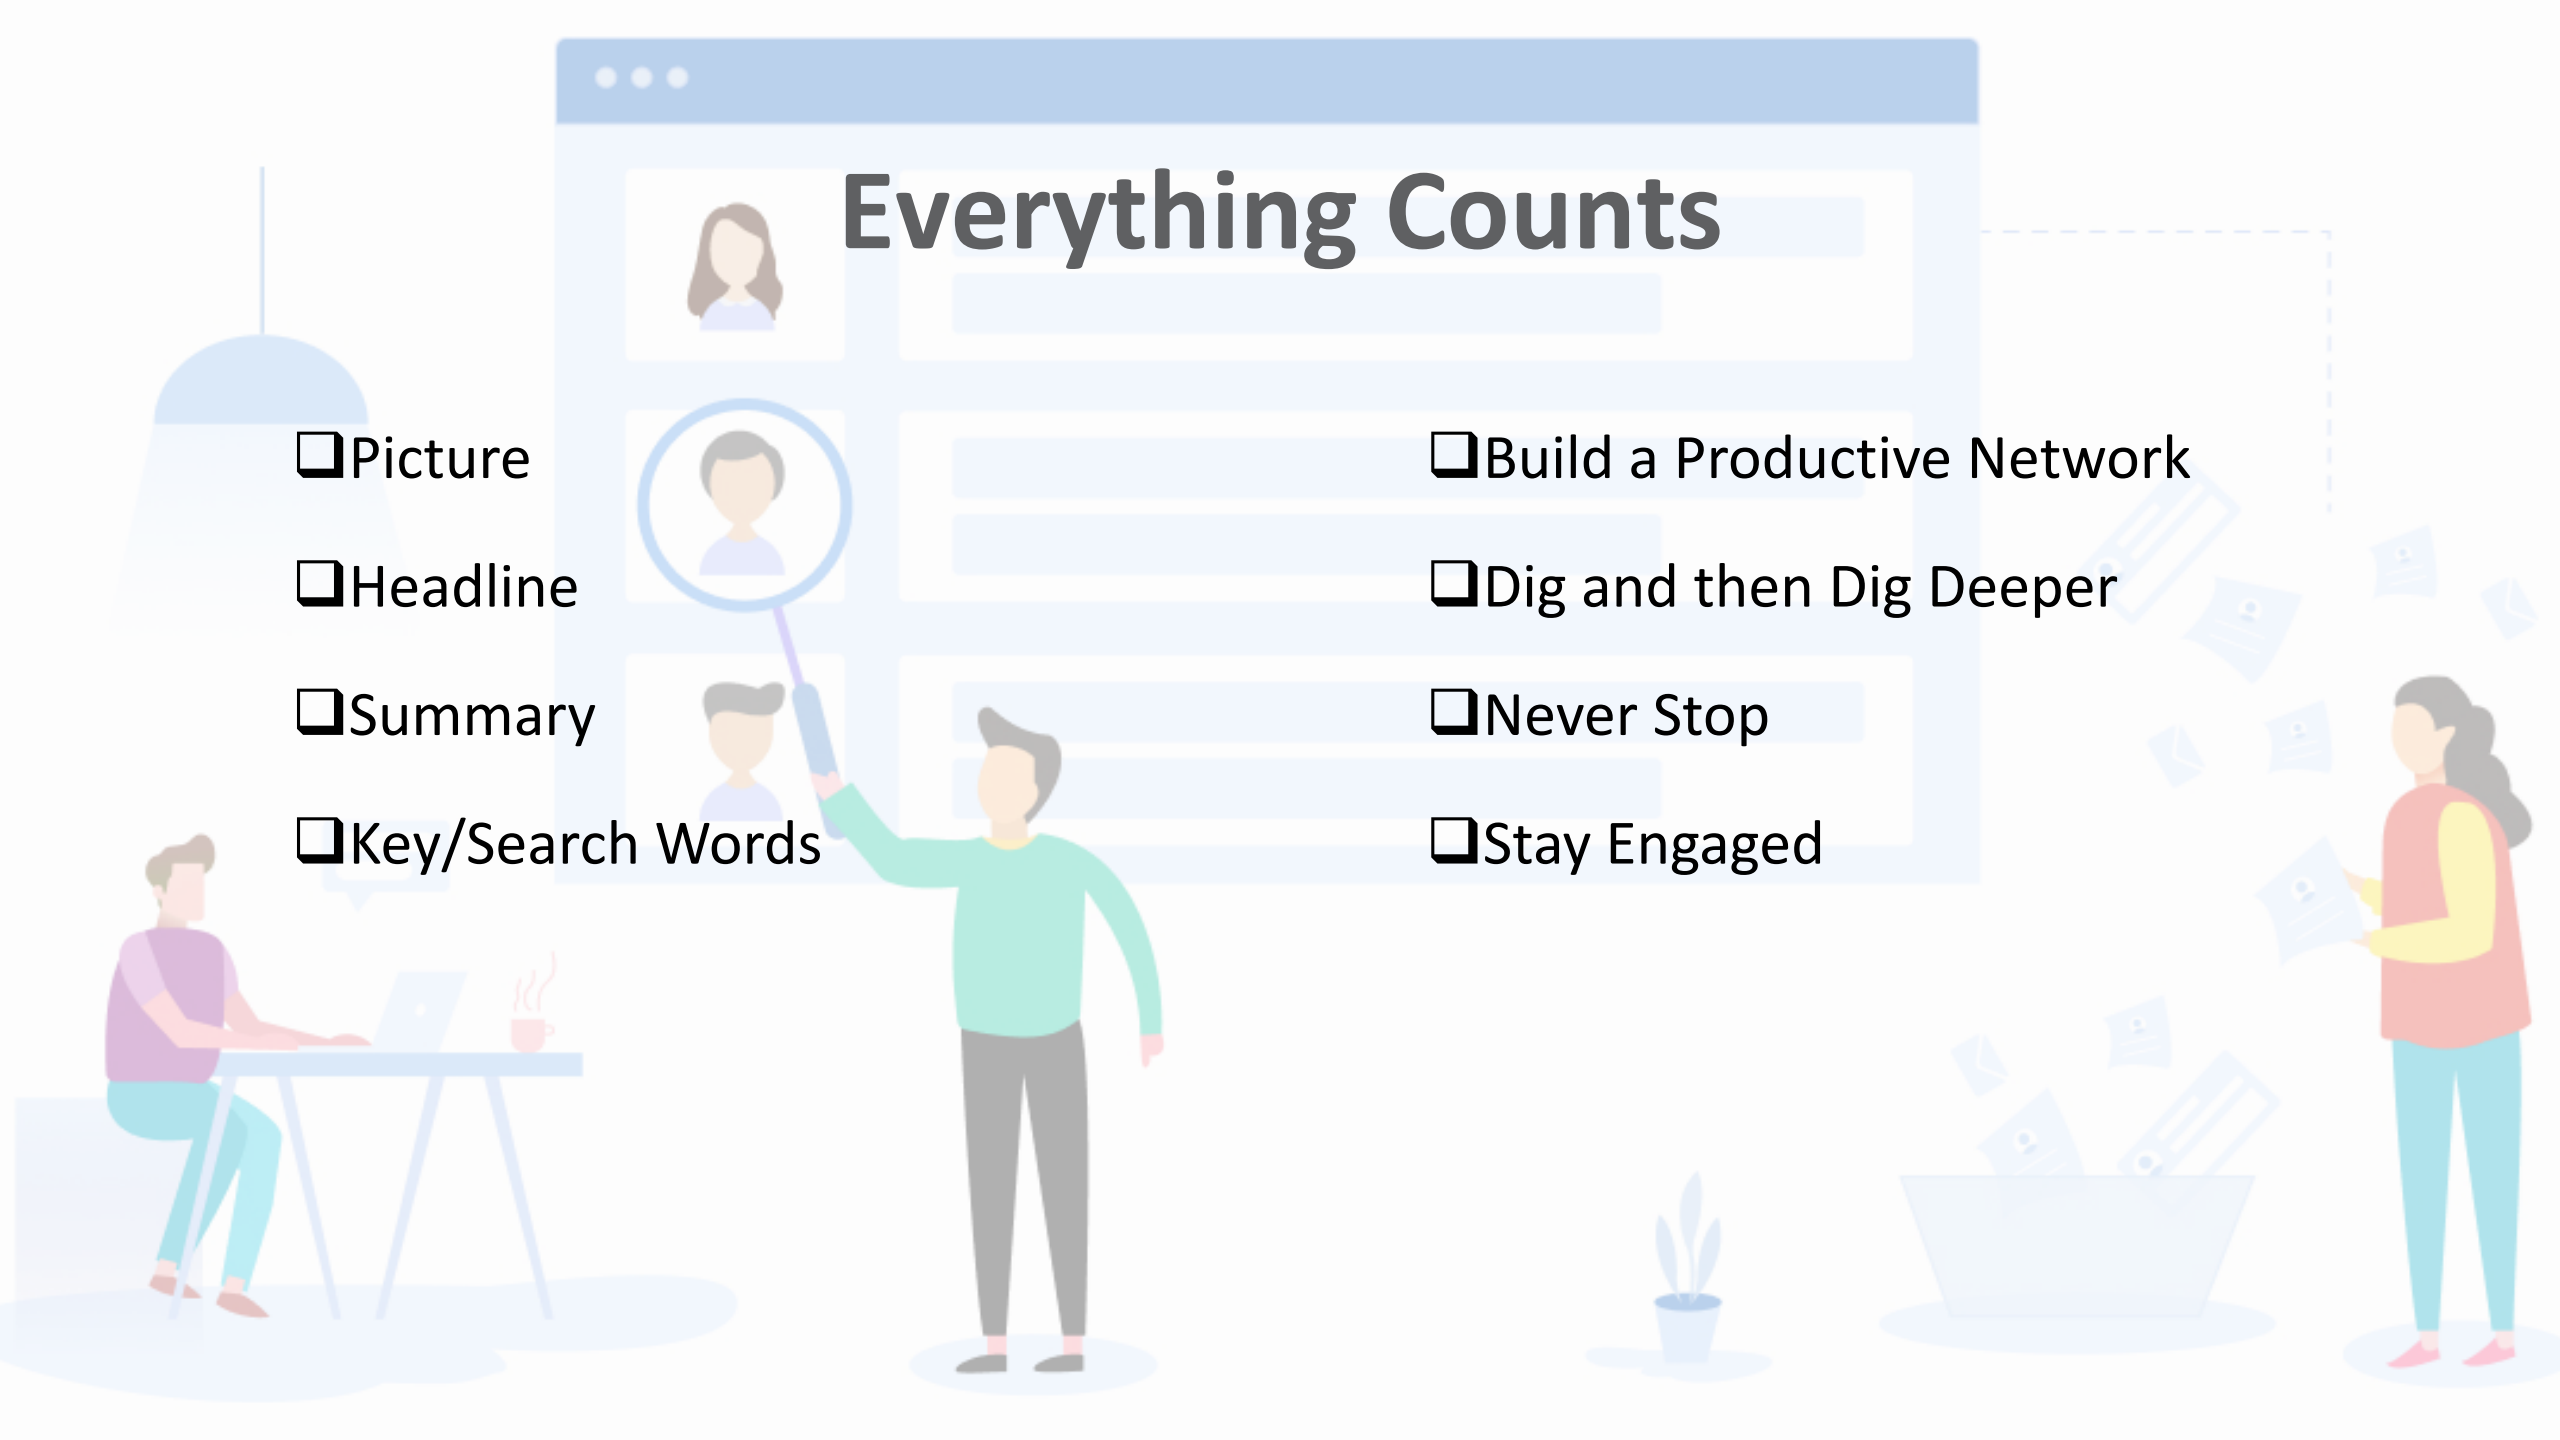 Everything Counts
❑Picture
❑Headline
❑Summary
❑Key/Search Words
❑Build a Productive Network
❑Dig and then Dig Deeper
❑Never Stop
❑Stay Engaged